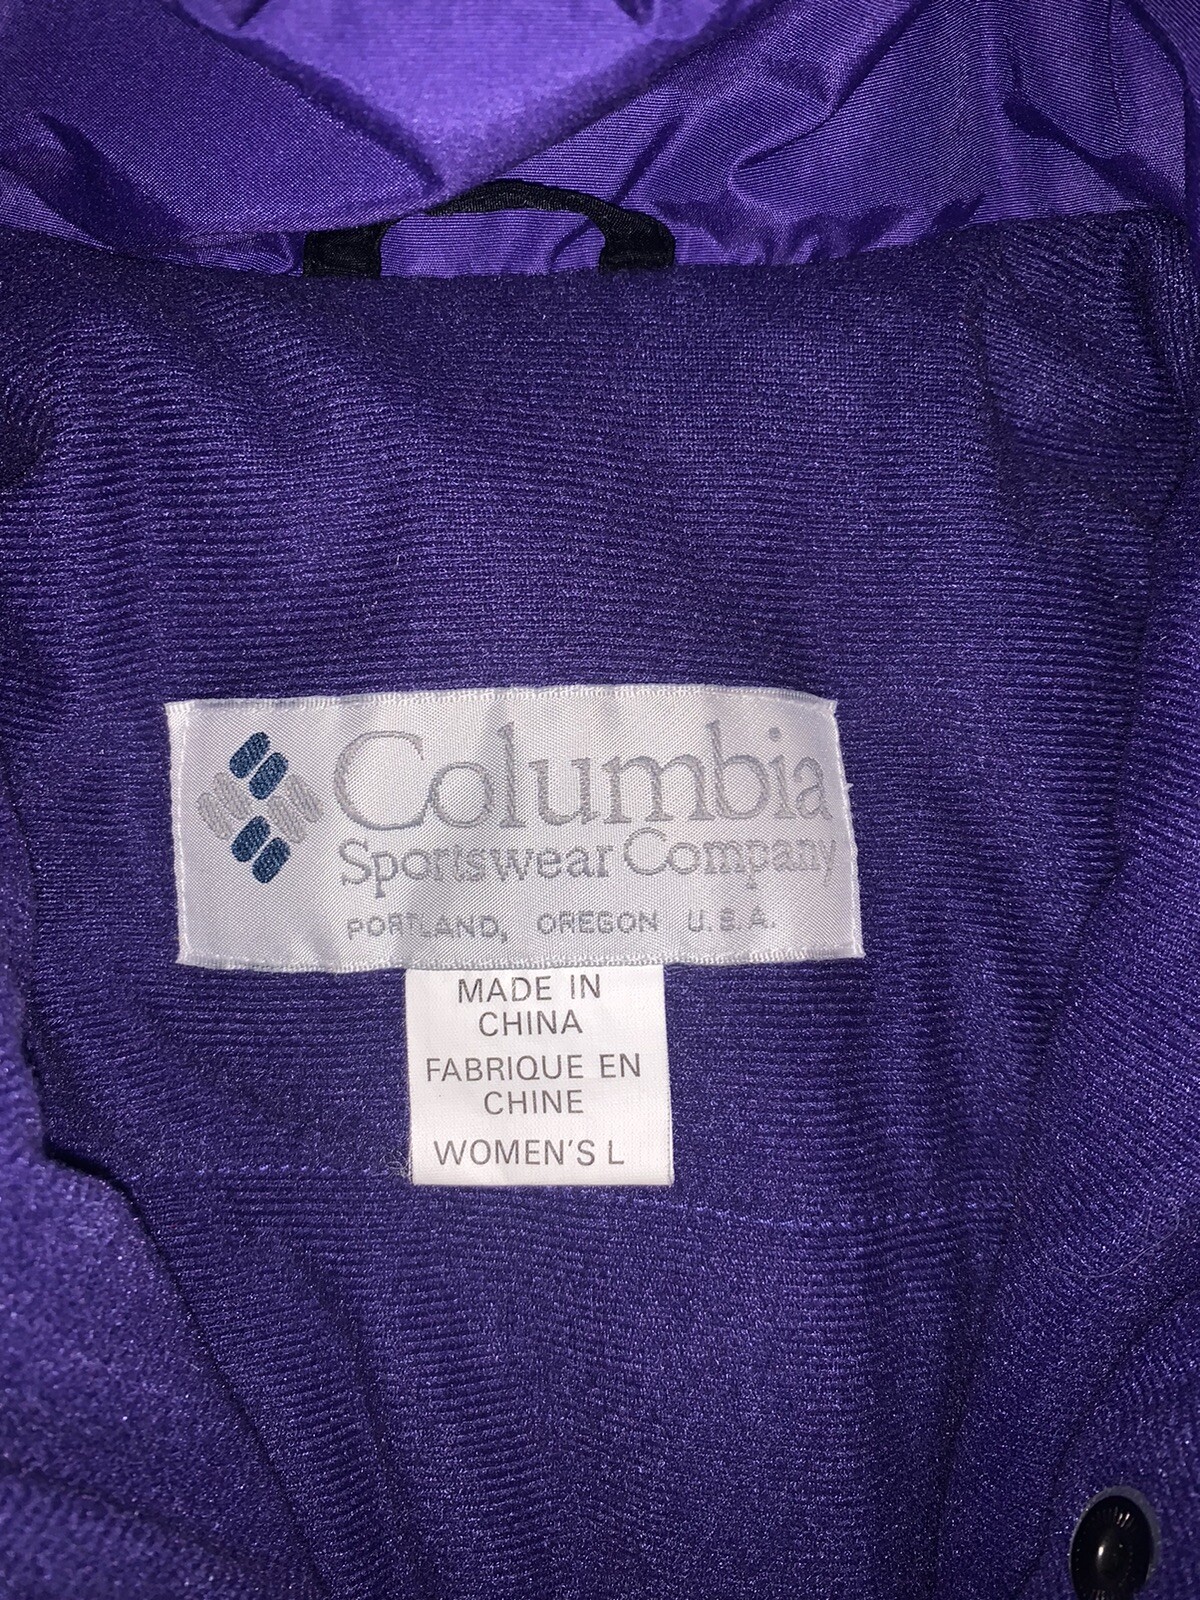 Columbia
Sportswear Company
PORTLAND, OREGON U.S.A.
MADE IN
CHINA
FABRIQUE EN
CHINE
WOMEN'S L